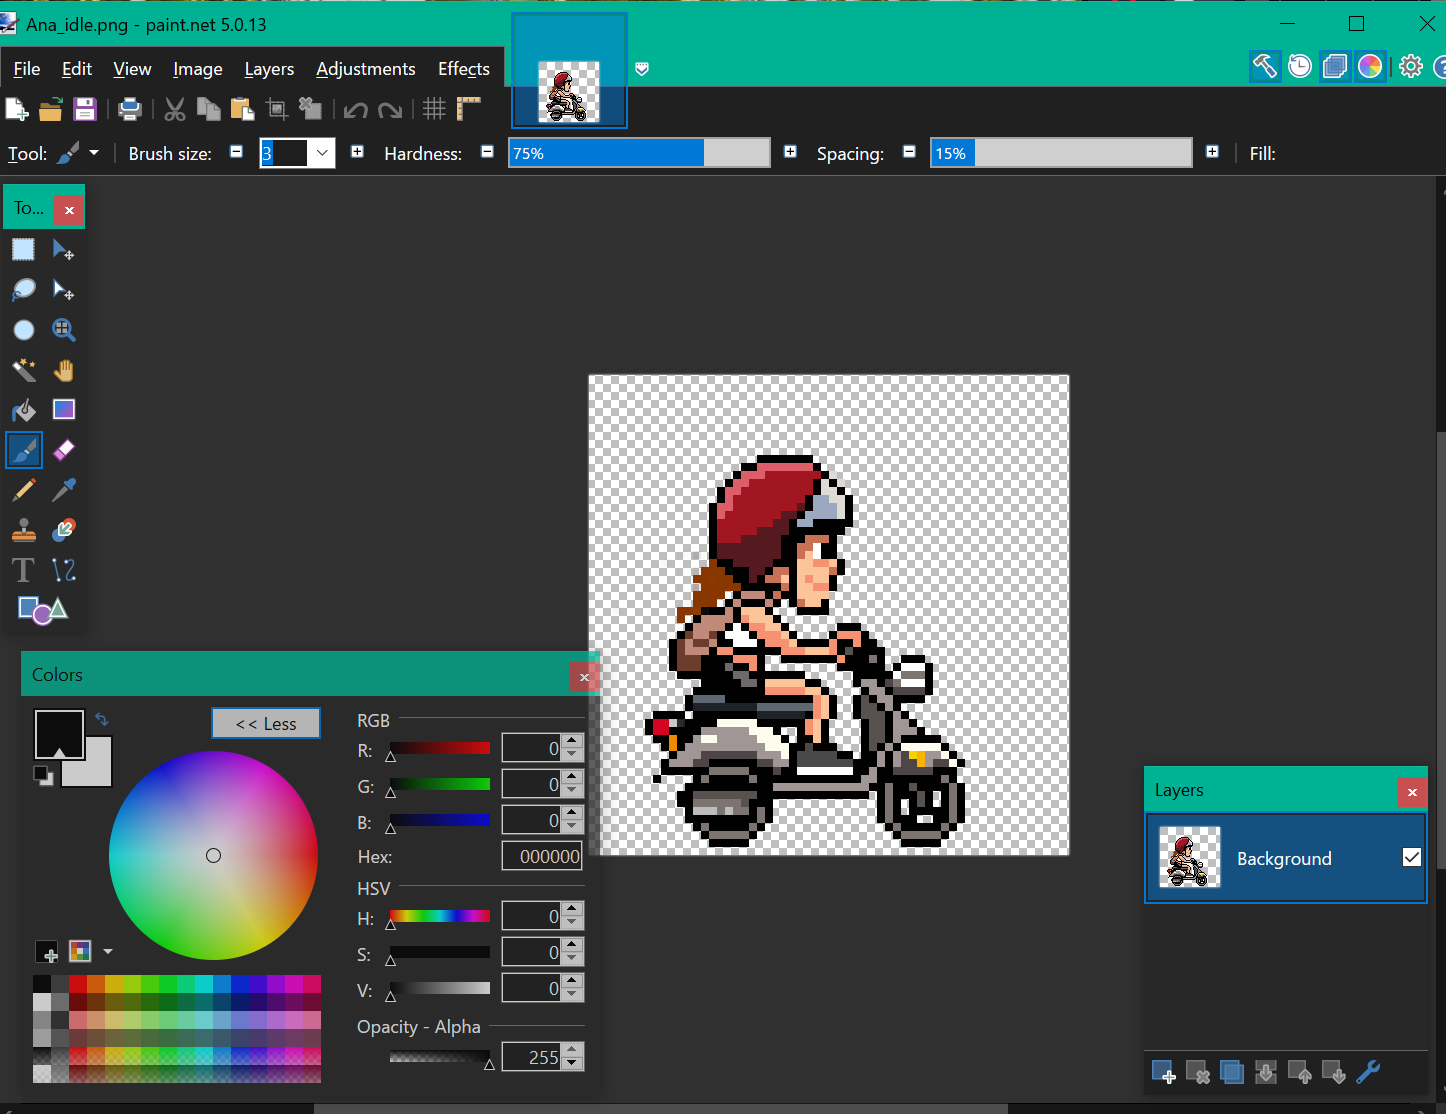 Ana_idle.png - paint.net 5.0.13
File Edit View Image Layers Adjustments Effects
Tool: Brush size: 3 Hardness: 75% Spacing: 15% Fill:
To...
Colors
<< Less
RGB
R: 0
G: 0
B: 0
Hex: 000000
HSV
H: 0
S: 0
V: 0
Opacity - Alpha
255
Layers
Background